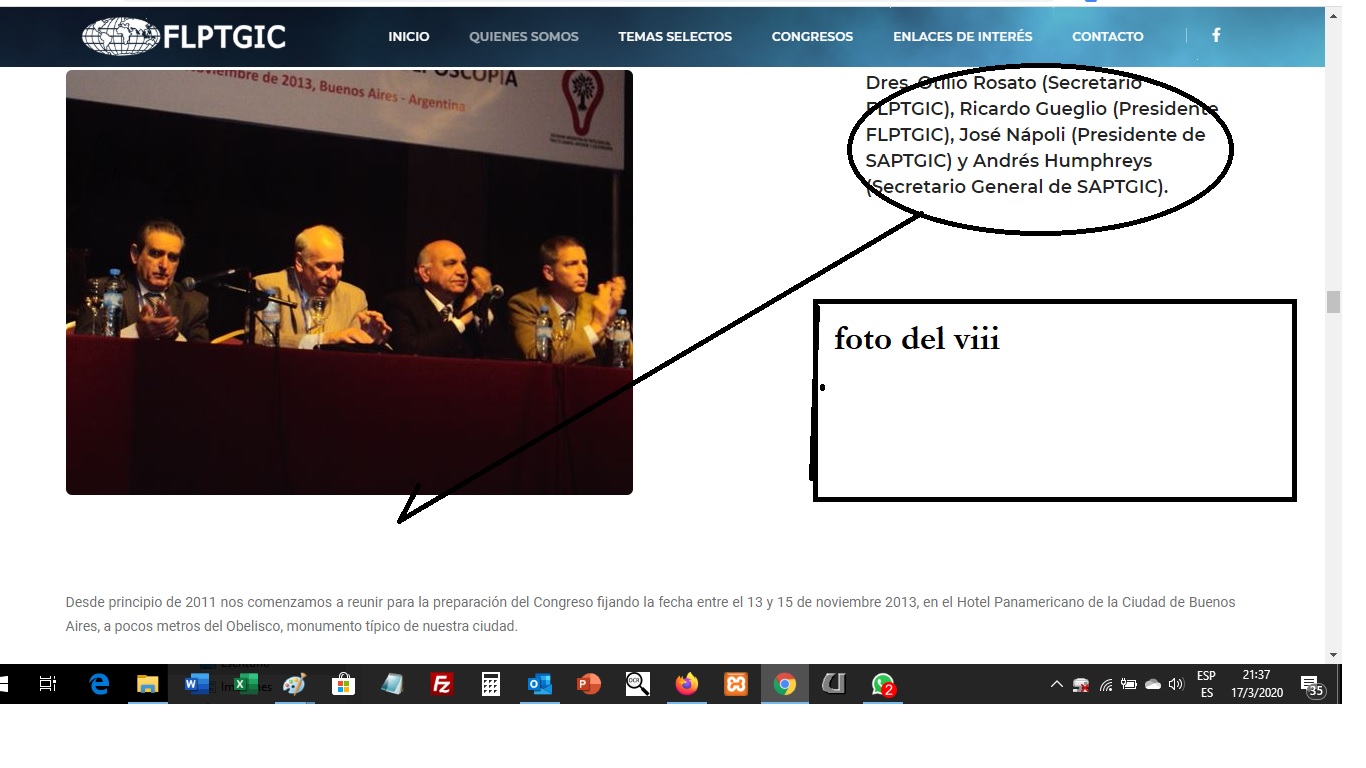 FLPTGIC
INICIO
QUIENES SOMOS
TEMAS SELECTOS
CONGRESOS
ENLACES DE INTERÉS
CONTACTO
de 2013, Buenos Aires - Argentina
Dres. Otilio Rosato (Secretario
FLPTGIC), Ricardo Gueglio (Presidente
FLPTGIC), José Nápoli (Presidente de
SAPTGIC) y Andrés Humphreys
(Secretario General de SAPTGIC).
foto del viii
Desde principio de 2011 nos comenzamos a reunir para la preparación del Congreso fijando la fecha entre el 13 y 15 de noviembre 2013, en el Hotel Panamericano de la Ciudad de Buenos
Aires, a pocos metros del Obelisco, monumento típico de nuestra ciudad.
ESP
ES
21:37
17/3/2020
35
2